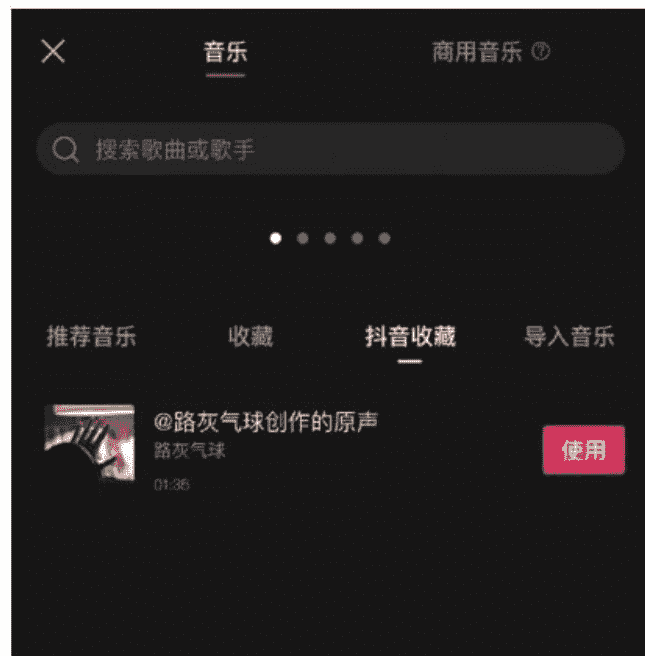 音乐 商用音乐 ?
搜索歌曲或歌手
推荐音乐 收藏 抖音收藏 导入音乐
@路灰气球创作的原声
路灰气球
01:35
使用